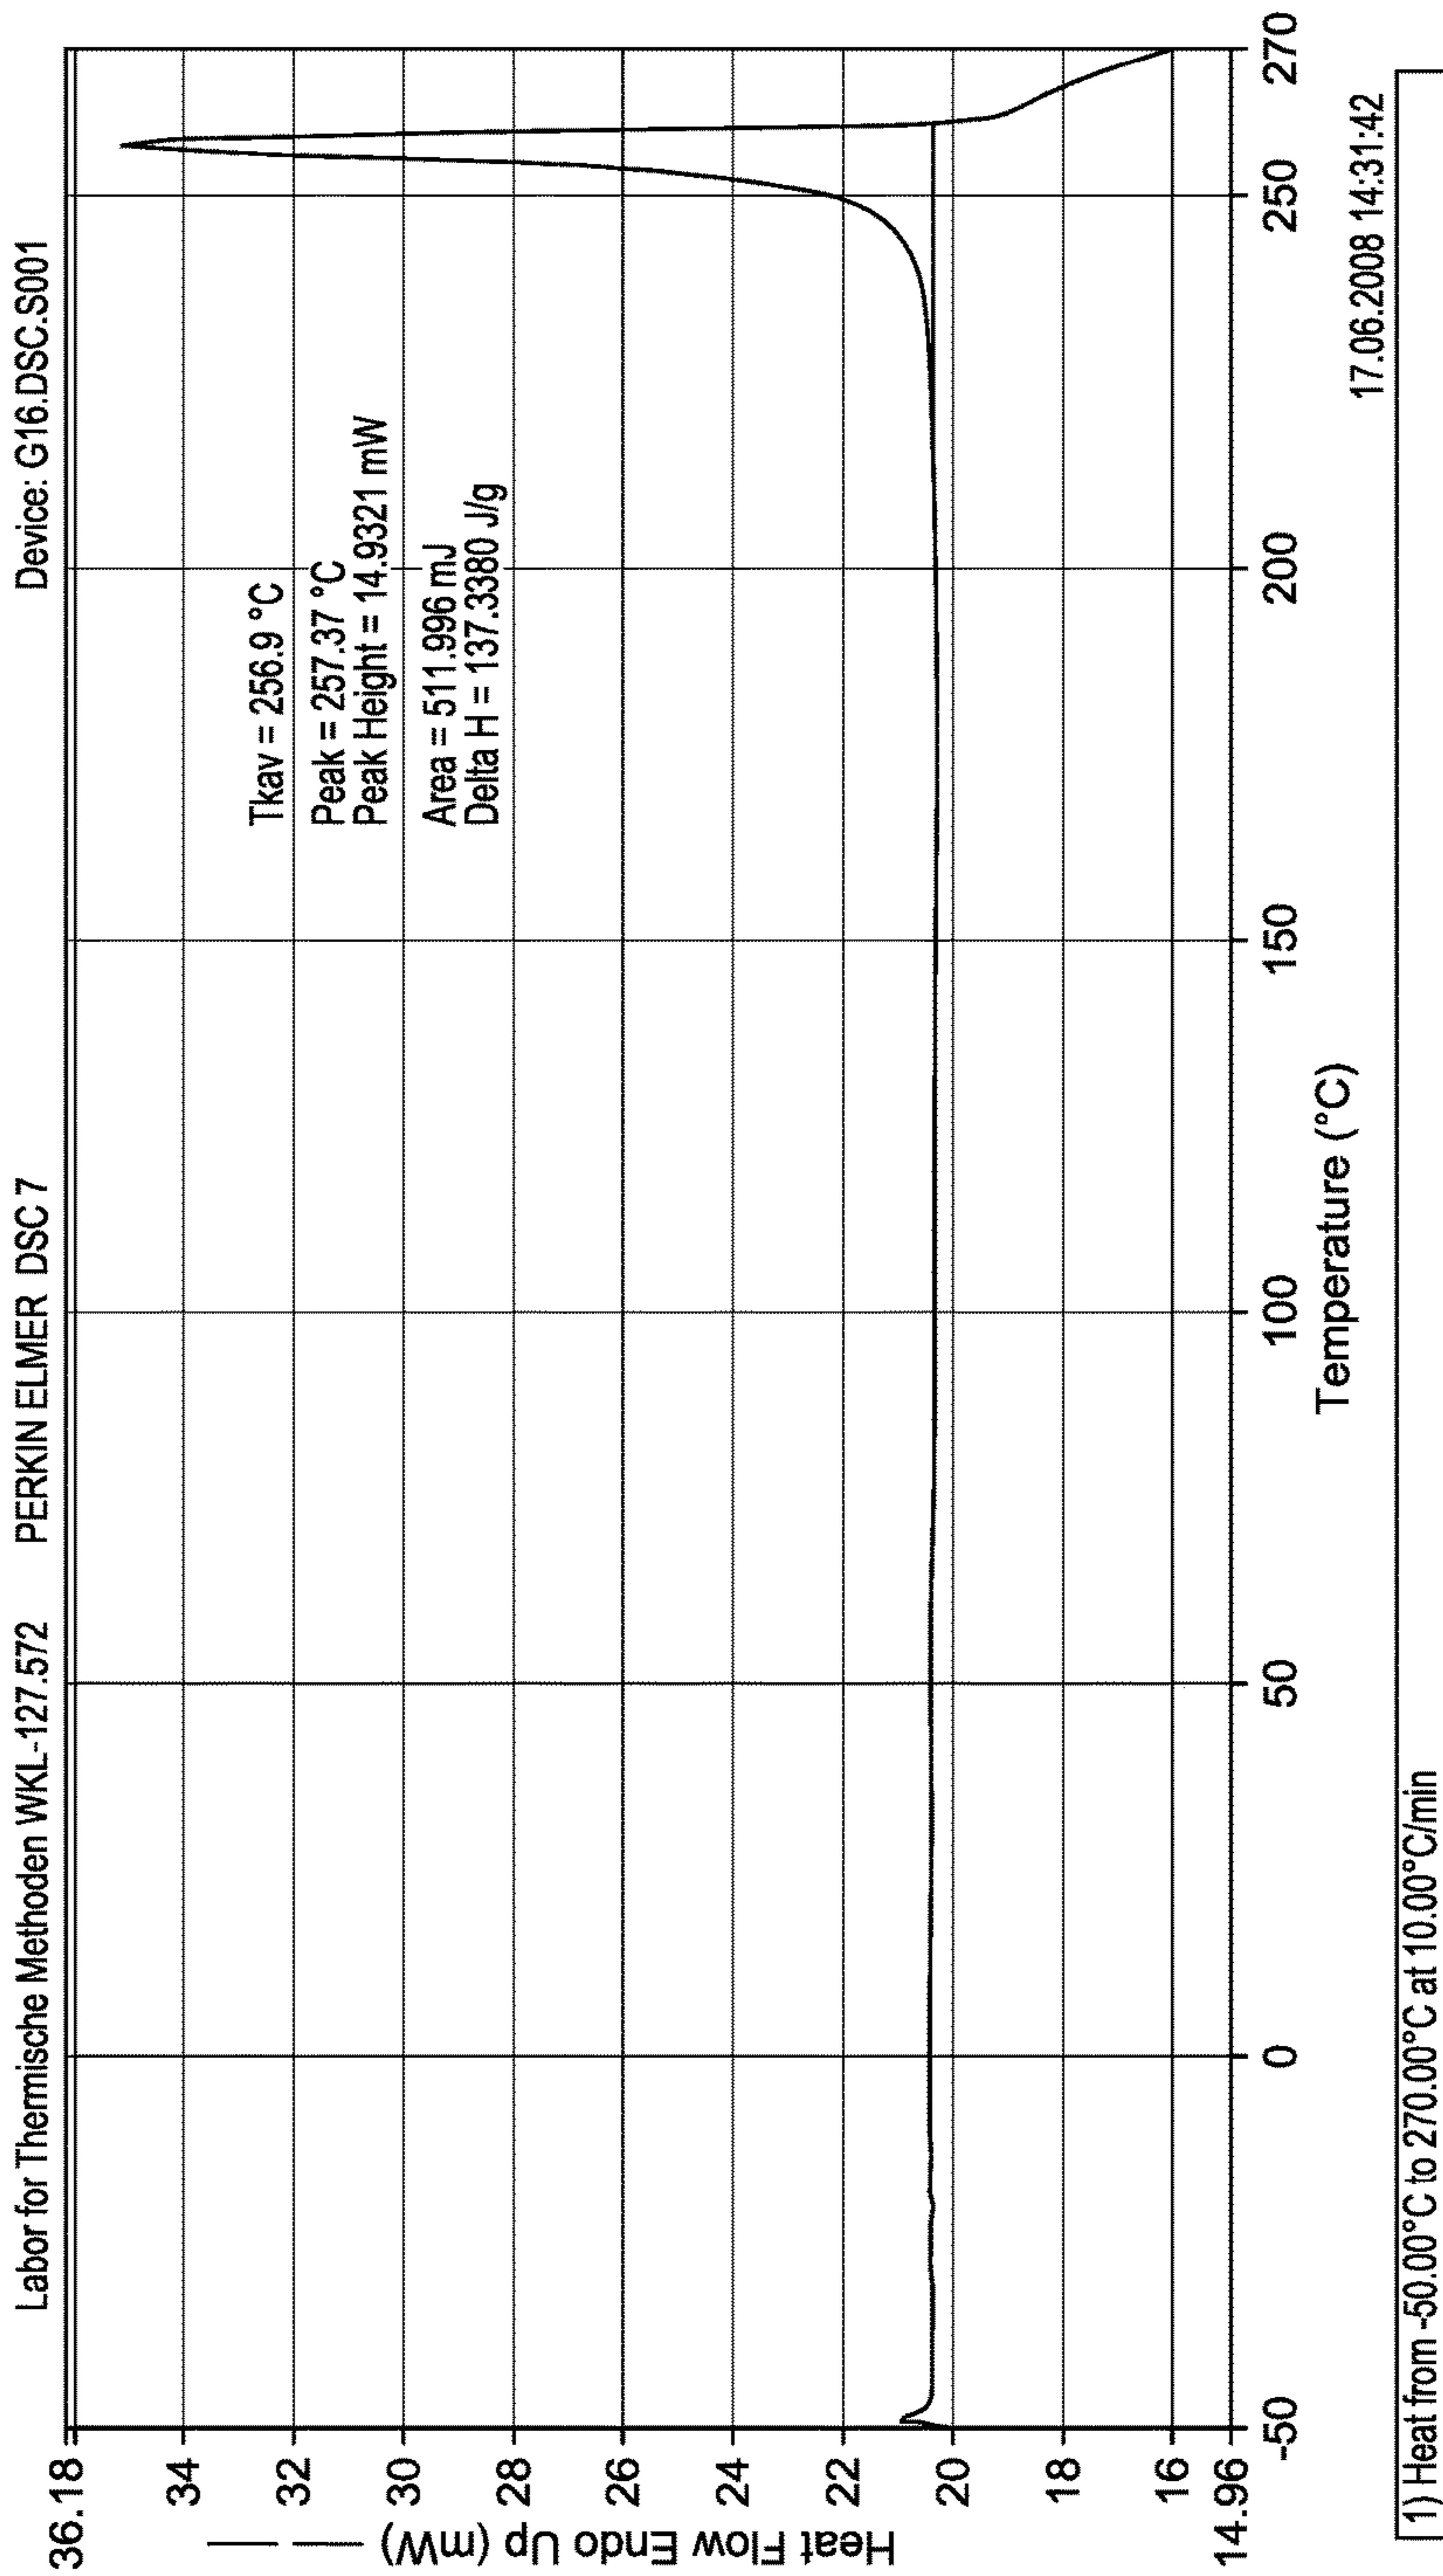 Labor for Thermische Methoden WKL-127.572 PERKIN ELMER DSC 7 Device: G16.DSC.S001
36.18
34
32
30
28
26
24
22
20
18
16
14.96
Heat Flow Endo Up (mW)
Tkav = 256.9 °C
Peak = 257.37 °C
Peak Height = 14.9321 mW
Area = 511.996 mJ
Delta H = 137.3380 J/g
-50 0 50 100 150 200 250 270
Temperature (°C)
17.06.2008 14:31:42
1) Heat from -50.00°C to 270.00°C at 10.00°C/min